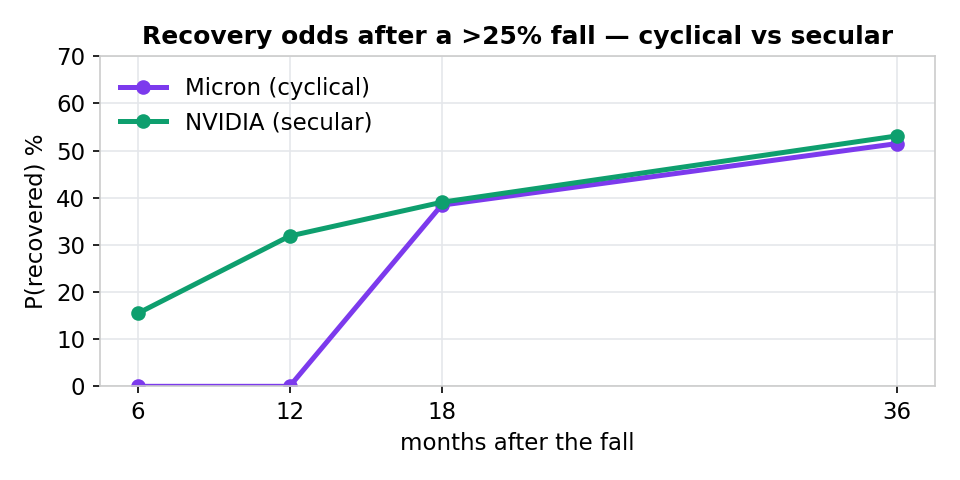 Recovery odds after a >25% fall — cyclical vs secular
Micron (cyclical)
NVIDIA (secular)
P(recovered) %
70
60
50
40
30
20
10
0
6
12
18
36
months after the fall